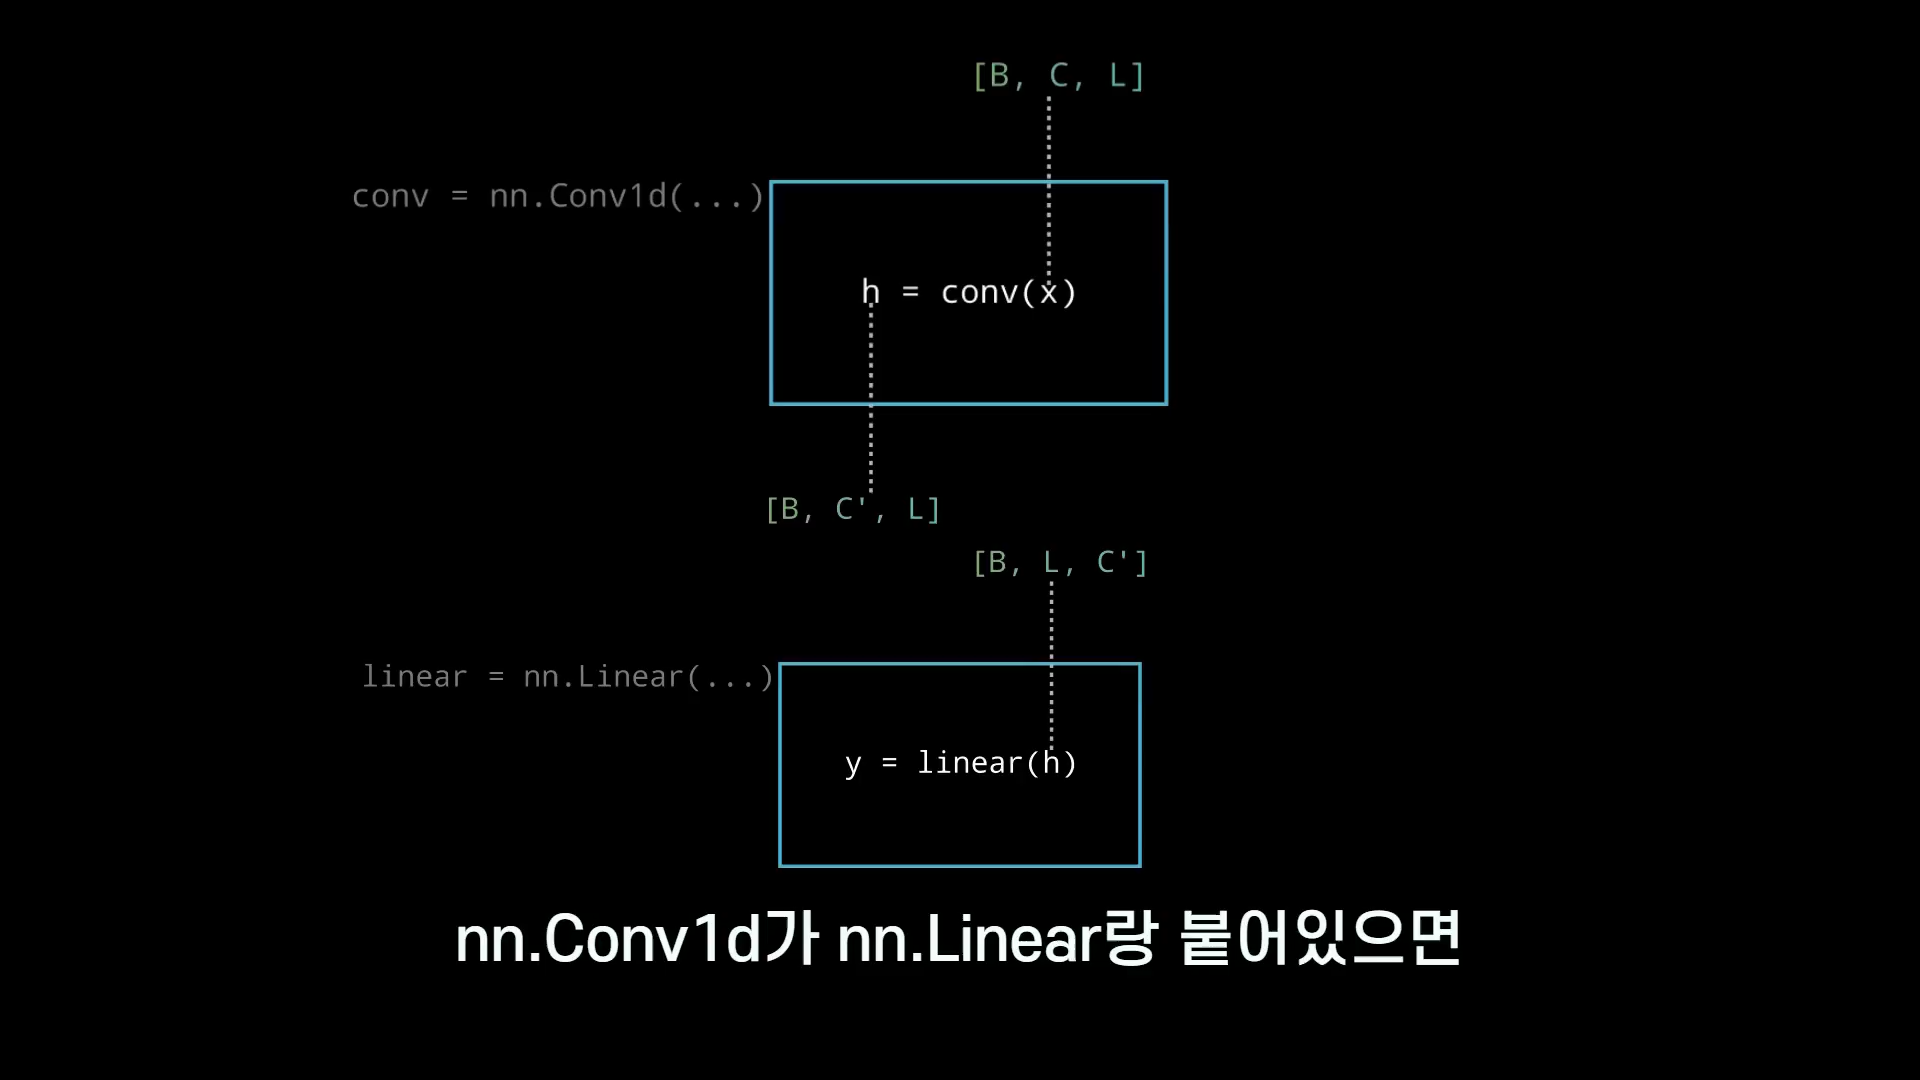 [B, C, L]
conv = nn.Conv1d(...)
h = conv(x)
[B, C', L]
[B, L, C']
linear = nn.Linear(...)
y = linear(h)
nn.Conv1d가 nn.Linear랑 붙어있으면